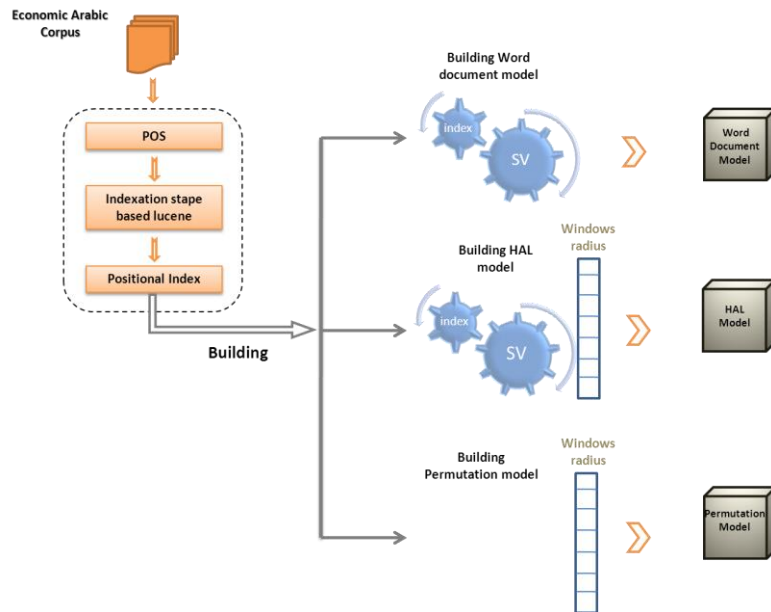 Economic Arabic
Corpus
POS
Indexation stape
based lucene
Positional Index
Building
Building Word
document model
index
SV
Word
Document
Model
Building HAL
model
Windows
radius
index
SV
HAL
Model
Building
Permutation model
Windows
radius
Permutation
Model